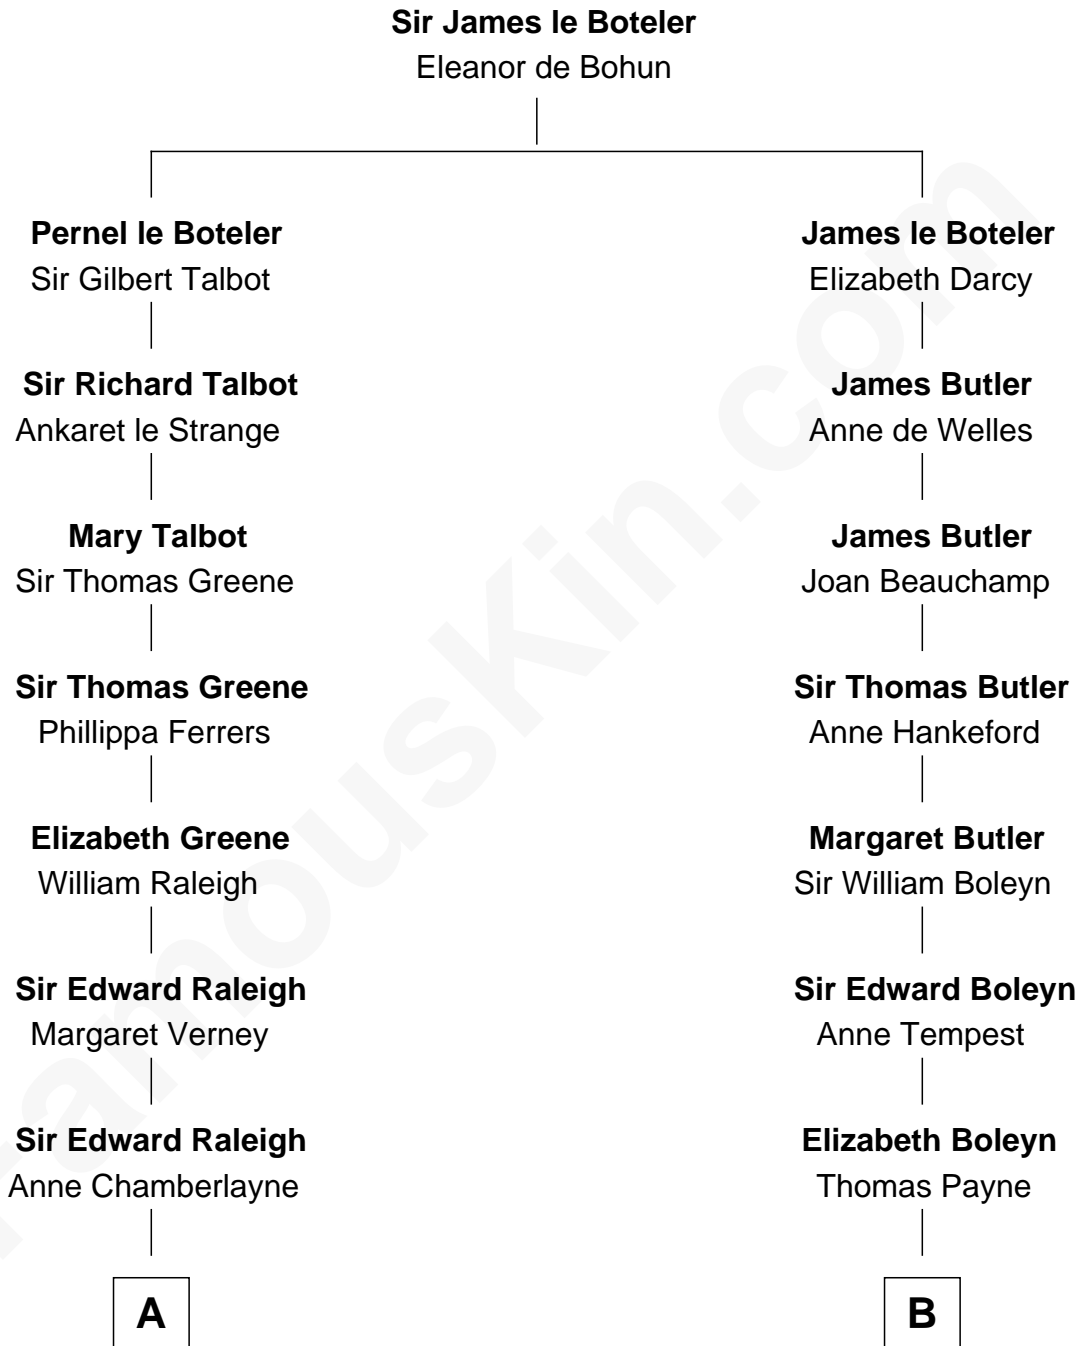 Sir James le Boteler
Eleanor de Bohun
Pernel le Boteler
Sir Gilbert Talbot
James le Boteler
Elizabeth Darcy
Sir Richard Talbot
Ankaret le Strange
James Butler
Anne de Welles
Mary Talbot
Sir Thomas Greene
James Butler
Joan Beauchamp
Sir Thomas Greene
Phillippa Ferrers
Sir Thomas Butler
Anne Hankeford
Elizabeth Greene
William Raleigh
Margaret Butler
Sir William Boleyn
Sir Edward Raleigh
Margaret Verney
Sir Edward Boleyn
Anne Tempest
Sir Edward Raleigh
Anne Chamberlayne
Elizabeth Boleyn
Thomas Payne
A
B
FamousKin.com